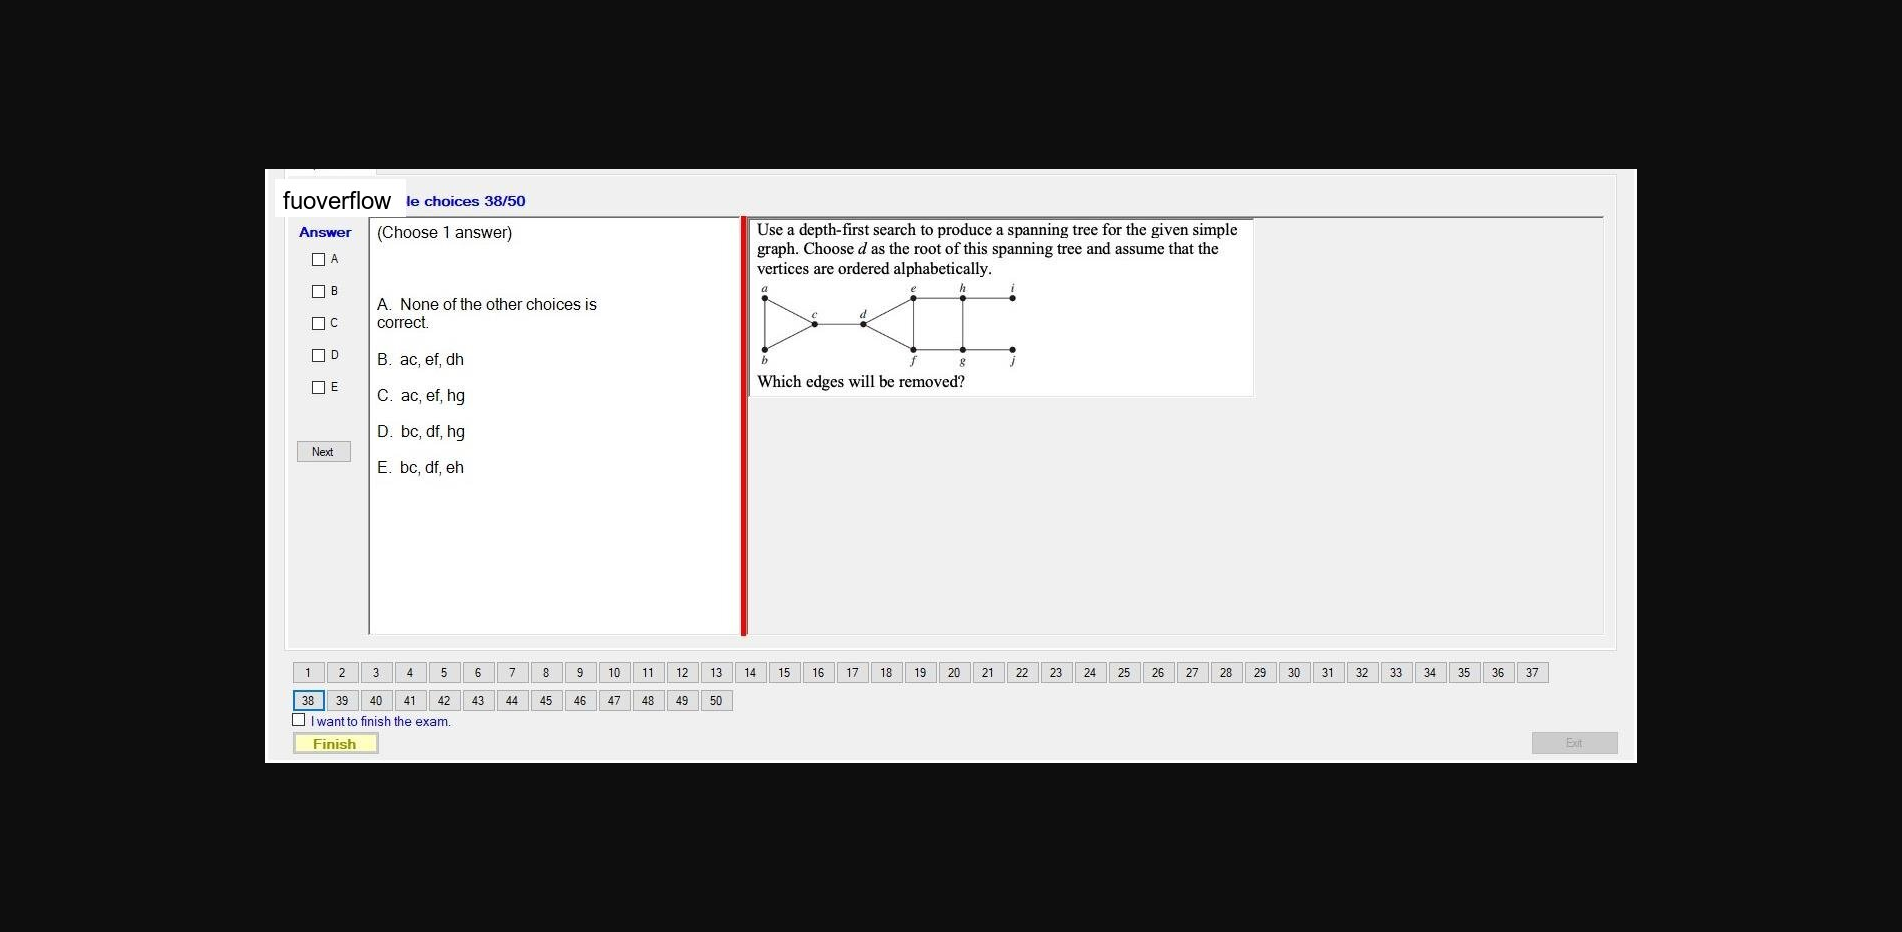 fuoverflow le choices 38/50
Answer
A
B
C
D
E
Next
(Choose 1 answer)
A. None of the other choices is
correct.
B. ac, ef, dh
C. ac, ef, hg
D. bc, df, hg
E. bc, df, eh
Use a depth-first search to produce a spanning tree for the given simple
graph. Choose d as the root of this spanning tree and assume that the
vertices are ordered alphabetically.
a e h i
c d
b f g j
Which edges will be removed?
1 2 3 4 5 6 7 8 9 10 11 12 13 14 15 16 17 18 19 20 21 22 23 24 25 26 27 28 29 30 31 32 33 34 35 36 37
38 39 40 41 42 43 44 45 46 47 48 49 50
I want to finish the exam.
Finish
Exit